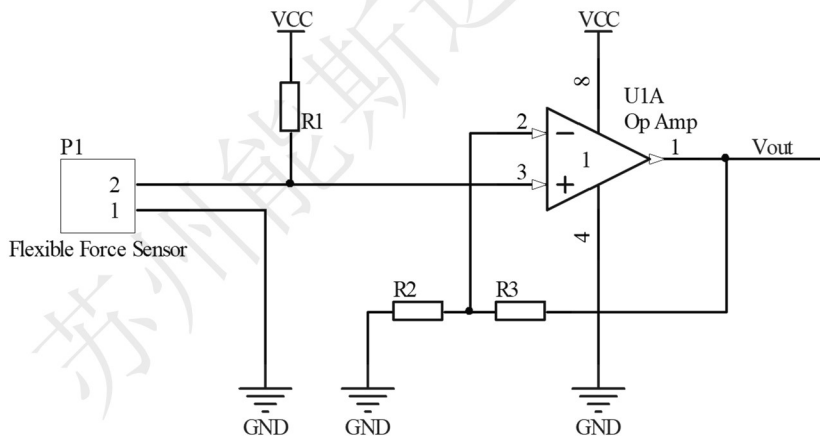 VCC
VCC
R1
8
U1A
Op Amp
P1
2
1
2
3
1
1
Vout
4
Flexible Force Sensor
R2
R3
GND
GND
GND
苏州能斯达